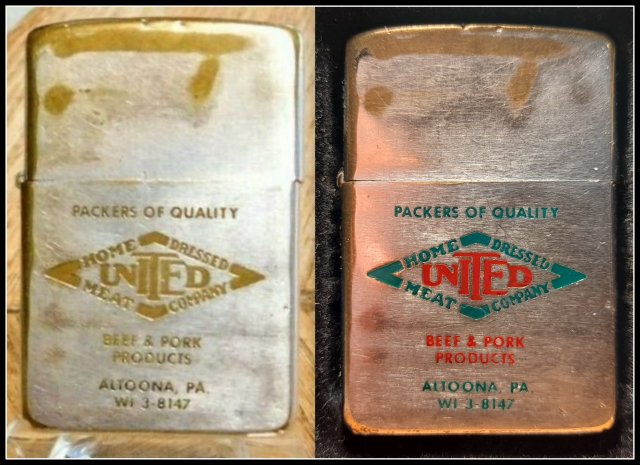 PACKERS OF QUALITY
HOME DRESSED
UNITED
MEAT COMPANY
BEEF & PORK
PRODUCTS
ALTOONA, PA.
WI 3-8147
PACKERS OF QUALITY
HOME DRESSED
UNITED
MEAT COMPANY
BEEF & PORK
PRODUCTS
ALTOONA, PA.
WI 3-8147